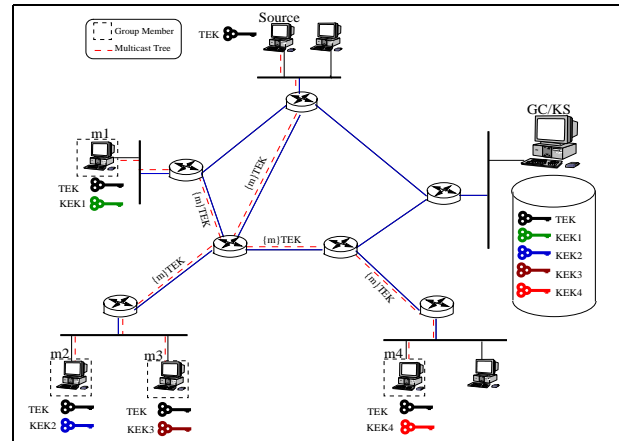 Group Member
Multicast Tree
TEK
Source
GC/KS
m1
TEK
KEK1
{m}TEK
{m}TEK
{m}TEK
{m}TEK
{m}TEK
TEK
KEK1
KEK2
KEK3
KEK4
m2
m3
m4
TEK
KEK2
TEK
KEK3
TEK
KEK4